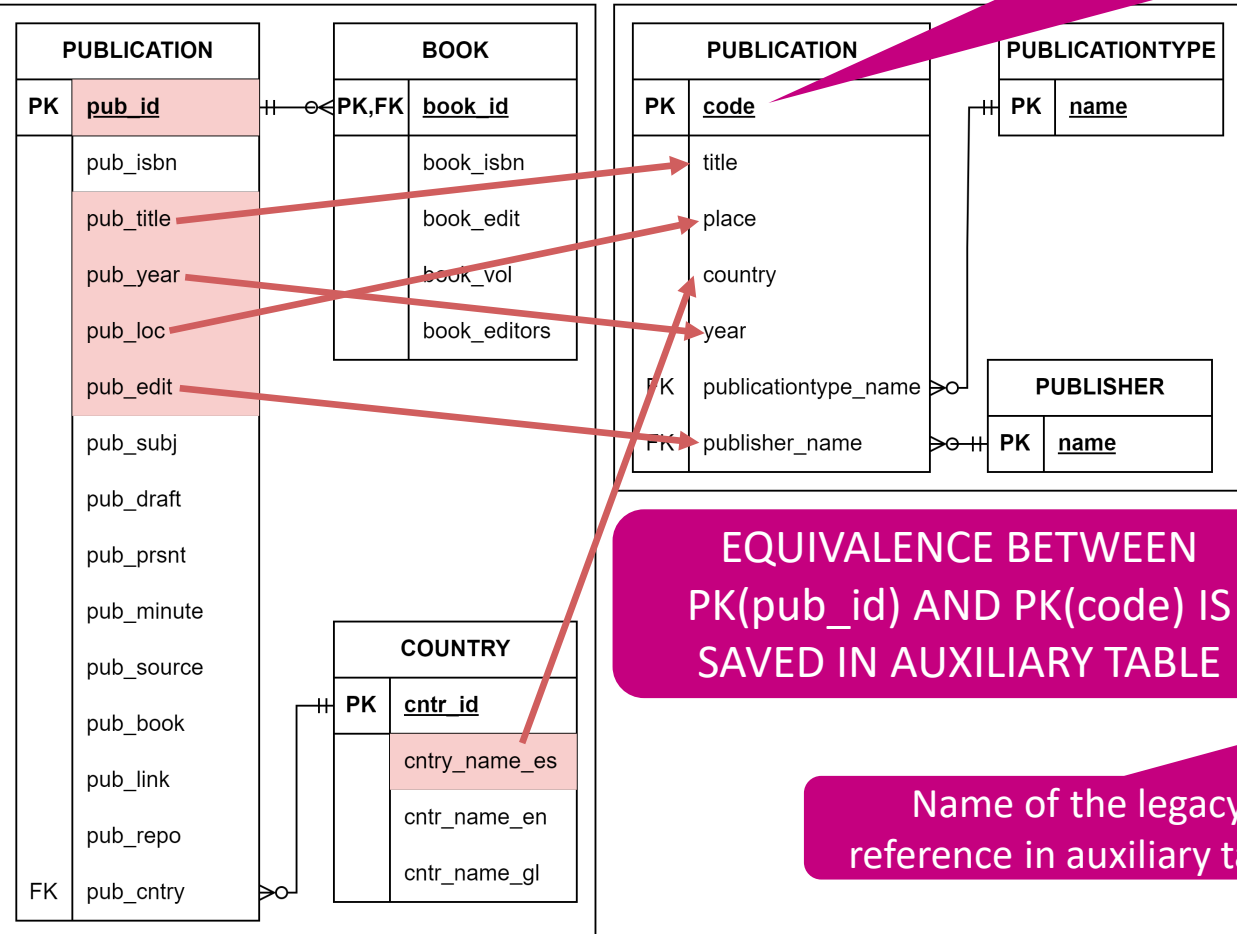 PUBLICATION
PK pub_id
pub_isbn
pub_title
pub_year
pub_loc
pub_edit
pub_subj
pub_draft
pub_prsnt
pub_minute
pub_source
pub_book
pub_link
pub_repo
FK pub_cntry
BOOK
PK,FK book_id
book_isbn
book_edit
book_vol
book_editors
COUNTRY
PK cntr_id
cntry_name_es
cntr_name_en
cntr_name_gl
PUBLICATION
PK code
title
place
country
year
FK publicationtype_name
FK publisher_name
PUBLICATIONTYPE
PK name
PUBLISHER
PK name
EQUIVALENCE BETWEEN
PK(pub_id) AND PK(code) IS
SAVED IN AUXILIARY TABLE
Name of the legacy
reference in auxiliary